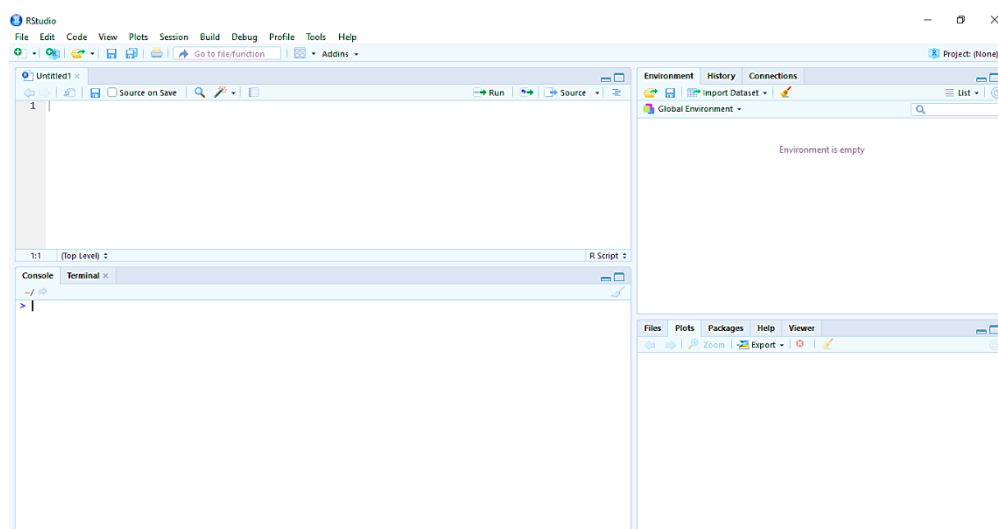 RStudio
File Edit Code View Plots Session Build Debug Profile Tools Help
Go to file/function Addins Project: (None)
Untitled1
Source on Save Run Source
1
1:1 (Top Level) R Script
Console Terminal
~/
>
Environment History Connections
Import Dataset List
Global Environment
Environment is empty
Files Plots Packages Help Viewer
Zoom Export